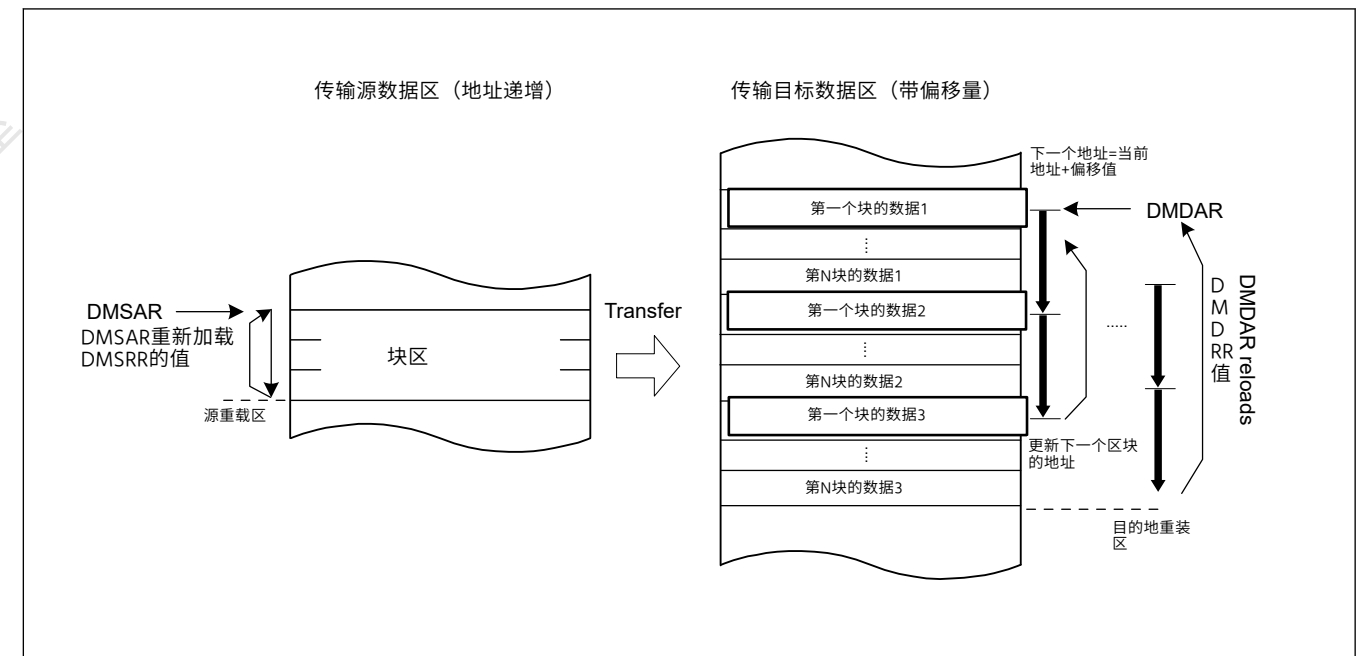 传输源数据区（地址递增）
传输目标数据区（带偏移量）
下一个地址=当前
地址+偏移值
第一个块的数据1
DMDAR
第N块的数据1
DMSAR
DMSAR重新加载
DMSRR的值
Transfer
第一个块的数据2
.....
块区
第N块的数据2
源重载区
第一个块的数据3
更新下一个区块
的地址
第N块的数据3
目的地重装
区
DMDAR reloads
D
M
D
RR
值